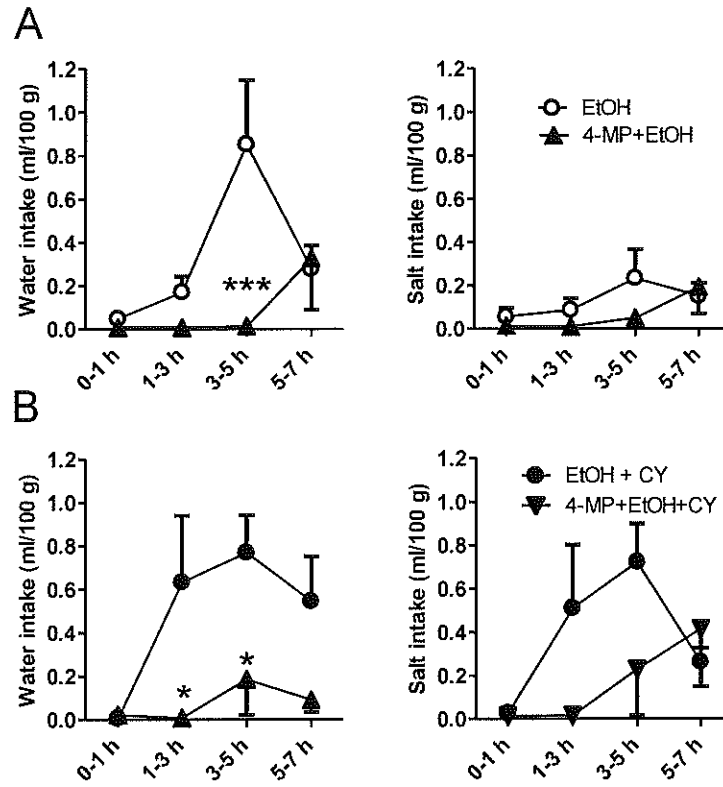 A
Water intake (ml/100 g)
1.2
1.0
0.8
0.6
0.4
0.2
0.0
***
0-1 h
1-3 h
3-5 h
5-7 h
Salt intake (ml/100 g)
1.2
1.0
0.8
0.6
0.4
0.2
0.0
EtOH
4-MP+EtOH
0-1 h
1-3 h
3-5 h
5-7 h
B
Water intake (ml/100 g)
1.2
1.0
0.8
0.6
0.4
0.2
0.0
*
*
0-1 h
1-3 h
3-5 h
5-7 h
Salt intake (ml/100 g)
1.2
1.0
0.8
0.6
0.4
0.2
0.0
EtOH + CY
4-MP+EtOH+CY
0-1 h
1-3 h
3-5 h
5-7 h